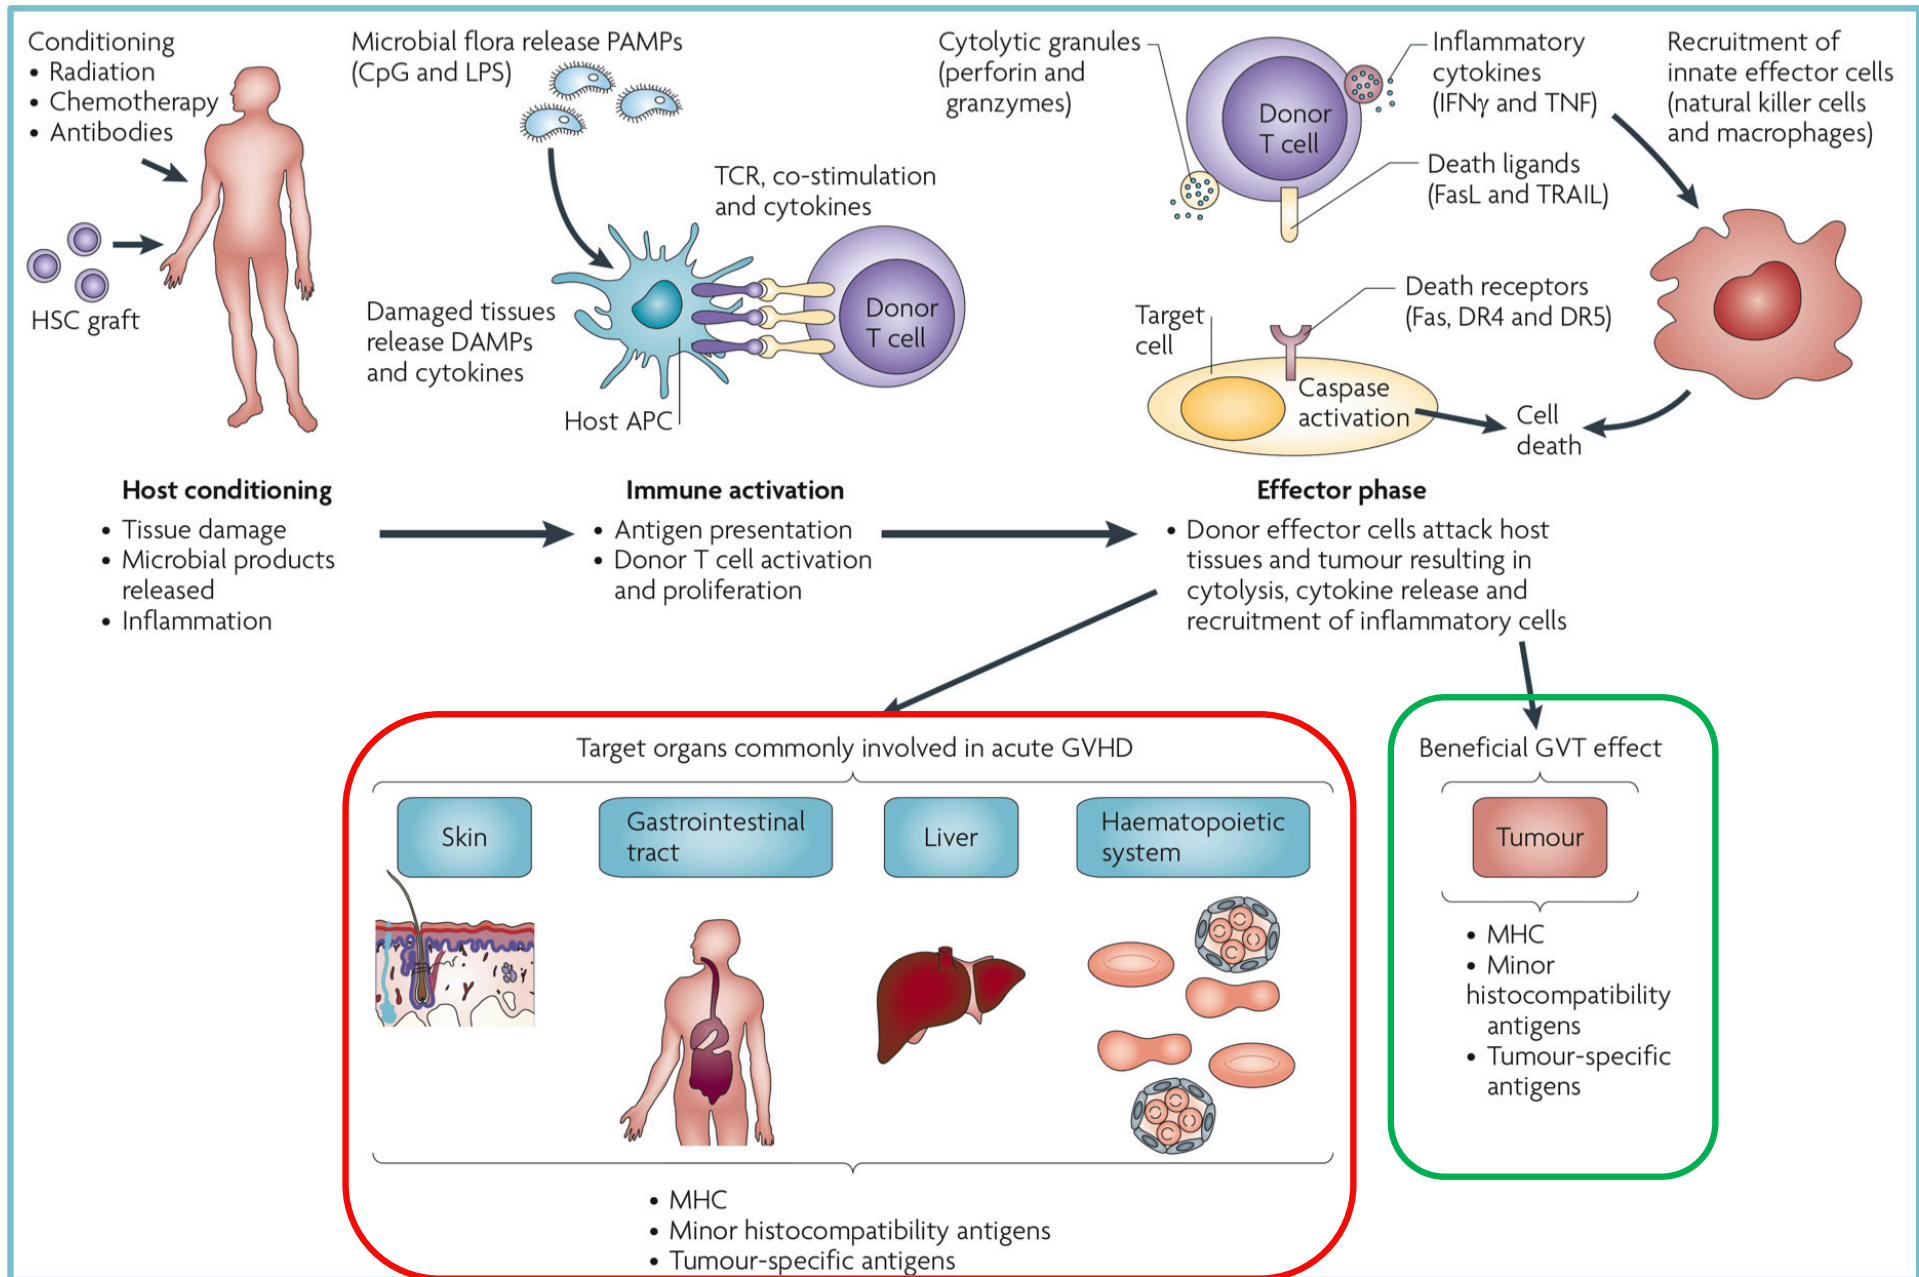 Conditioning
• Radiation
• Chemotherapy
• Antibodies
HSC graft
Microbial flora release PAMPs
(CpG and LPS)
TCR, co-stimulation
and cytokines
Damaged tissues
release DAMPs
and cytokines
Donor
T cell
Host APC
Cytolytic granules
(perforin and
granzymes)
Donor
T cell
Inflammatory
cytokines
(IFNγ and TNF)
Death ligands
(FasL and TRAIL)
Recruitment of
innate effector cells
(natural killer cells
and macrophages)
Death receptors
(Fas, DR4 and DR5)
Target
cell
Caspase
activation
Cell
death
Host conditioning
• Tissue damage
• Microbial products
released
• Inflammation
Immune activation
• Antigen presentation
• Donor T cell activation
and proliferation
Effector phase
• Donor effector cells attack host
tissues and tumour resulting in
cytolysis, cytokine release and
recruitment of inflammatory cells
Target organs commonly involved in acute GVHD
Skin
Gastrointestinal
tract
Liver
Haematopoietic
system
• MHC
• Minor histocompatibility antigens
• Tumour-specific antigens
Beneficial GVT effect
Tumour
• MHC
• Minor
histocompatibility
antigens
• Tumour-specific
antigens